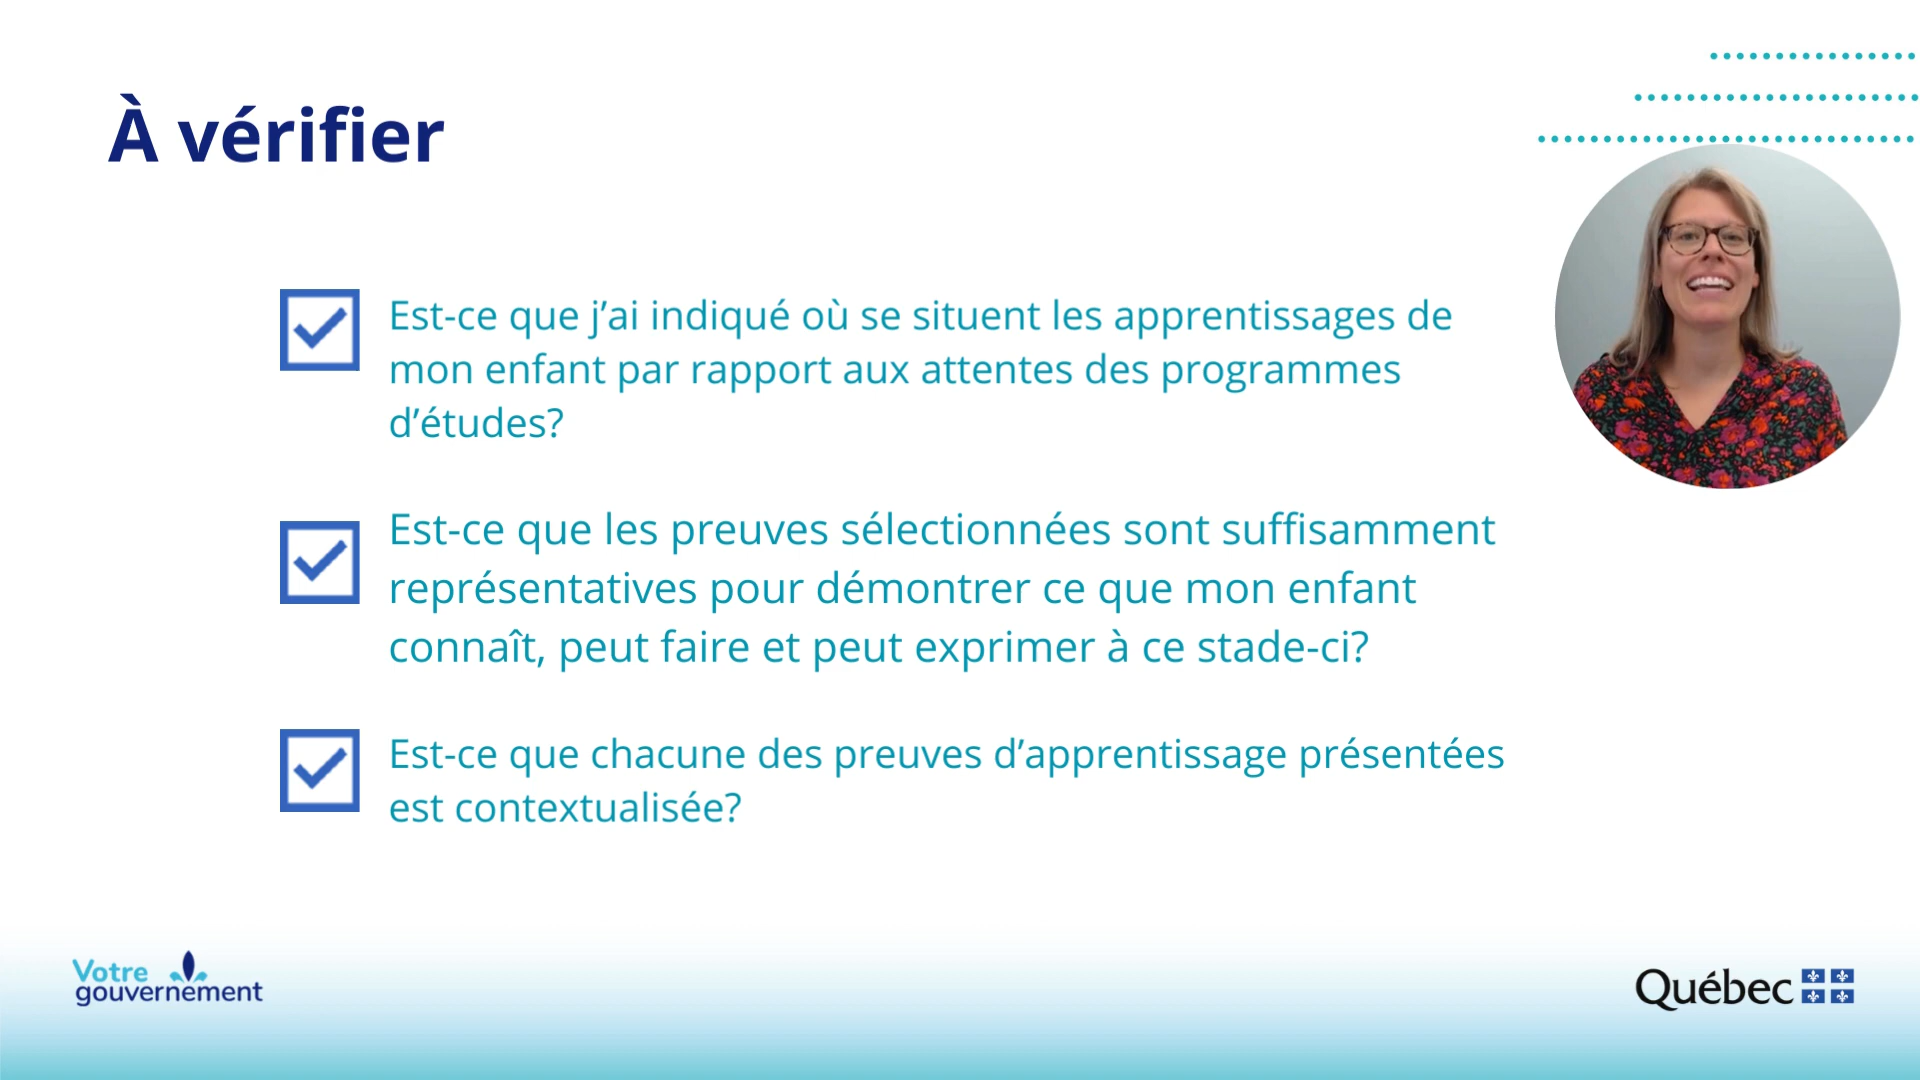 À vérifier
Est-ce que j’ai indiqué où se situent les apprentissages de
mon enfant par rapport aux attentes des programmes
d’études?
Est-ce que les preuves sélectionnées sont suffisamment
représentatives pour démontrer ce que mon enfant
connaît, peut faire et peut exprimer à ce stade-ci?
Est-ce que chacune des preuves d’apprentissage présentées
est contextualisée?
Votre
gouvernement
Québec